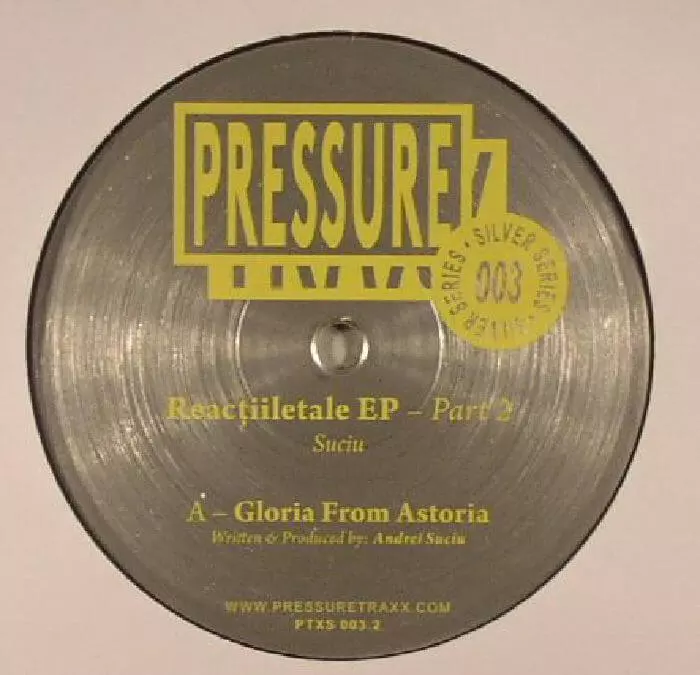 PRESSURE
SILVER SERIES • SILVER SERIES •
003
Reacțiiletale EP – Part 2
Suciu
A – Gloria From Astoria
Written & Produced by: Andrei Suciu
WWW.PRESSURETRAXX.COM
PTXS 003.2